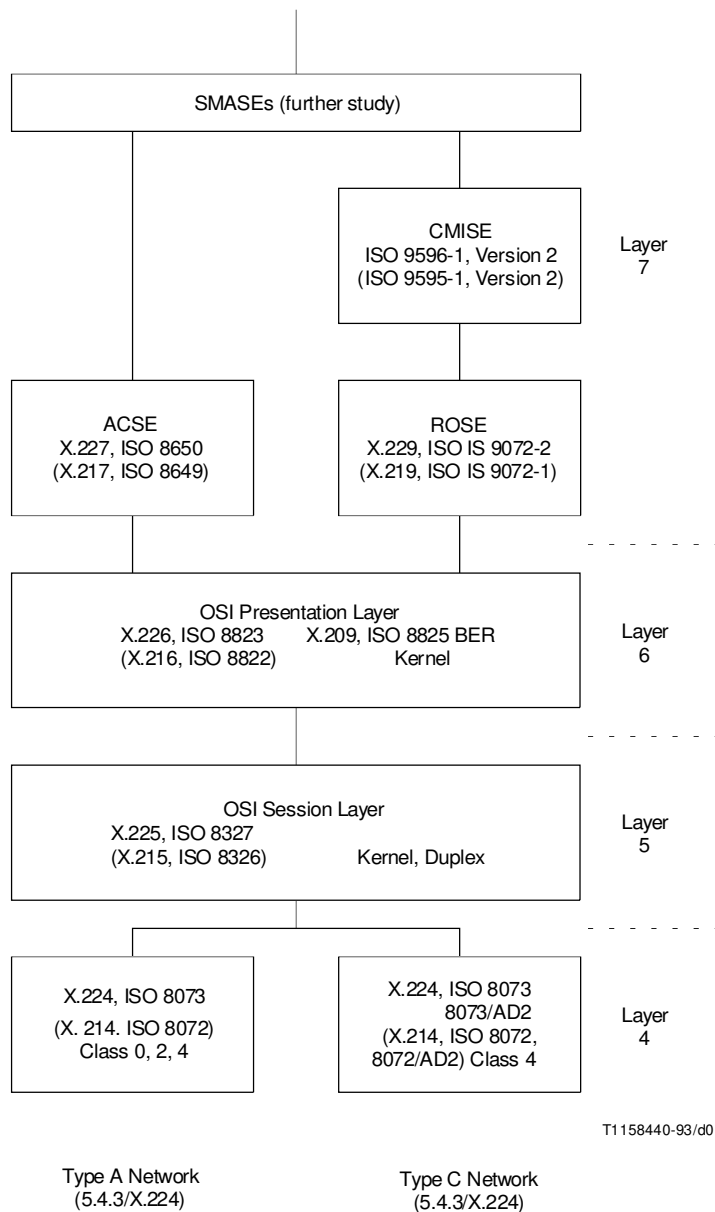 SMASEs (further study)
CMISE
ISO 9596-1, Version 2
(ISO 9595-1, Version 2)
Layer
7
ACSE
X.227, ISO 8650
(X.217, ISO 8649)
ROSE
X.229, ISO IS 9072-2
(X.219, ISO IS 9072-1)
OSI Presentation Layer
X.226, ISO 8823 X.209, ISO 8825 BER
(X.216, ISO 8822) Kernel
Layer
6
OSI Session Layer
X.225, ISO 8327
(X.215, ISO 8326) Kernel, Duplex
Layer
5
X.224, ISO 8073
(X. 214. ISO 8072)
Class 0, 2, 4
X.224, ISO 8073
8073/AD2
(X.214, ISO 8072,
8072/AD2) Class 4
Layer
4
T1158440-93/d0
Type A Network
(5.4.3/X.224)
Type C Network
(5.4.3/X.224)